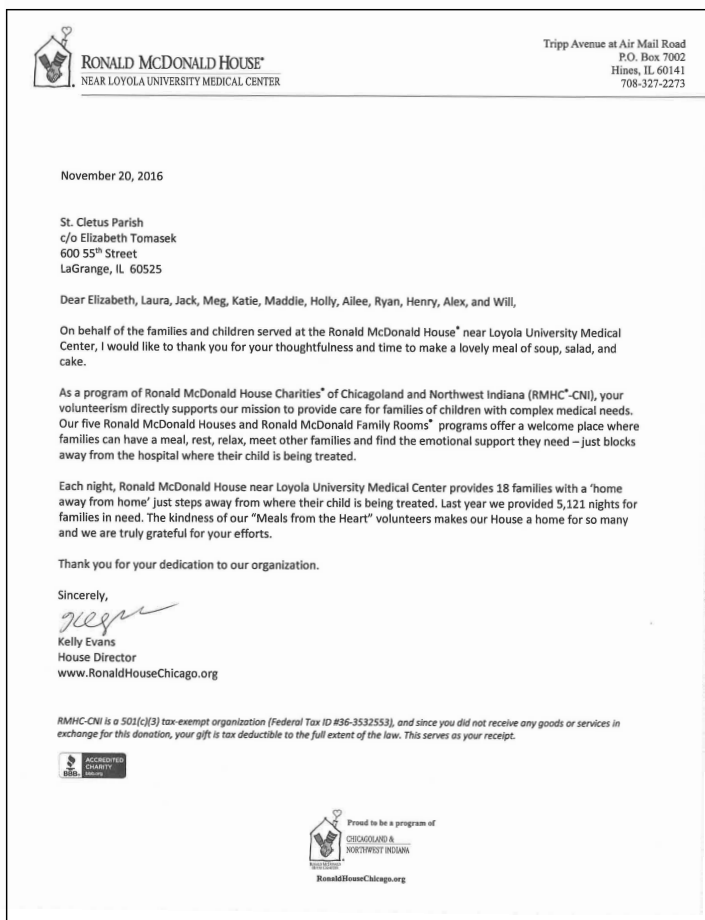 RONALD MCDONALD HOUSE®
NEAR LOYOLA UNIVERSITY MEDICAL CENTER
Tripp Avenue at Air Mail Road
P.O. Box 7002
Hines, IL 60141
708-327-2273
November 20, 2016
St. Cletus Parish
c/o Elizabeth Tomasek
600 55th Street
LaGrange, IL 60525
Dear Elizabeth, Laura, Jack, Meg, Katie, Maddie, Holly, Ailee, Ryan, Henry, Alex, and Will,
On behalf of the families and children served at the Ronald McDonald House® near Loyola University Medical
Center, I would like to thank you for your thoughtfulness and time to make a lovely meal of soup, salad, and
cake.
As a program of Ronald McDonald House Charities® of Chicagoland and Northwest Indiana (RMHC®-CNI), your
volunteerism directly supports our mission to provide care for families of children with complex medical needs.
Our five Ronald McDonald Houses and Ronald McDonald Family Rooms® programs offer a welcome place where
families can have a meal, rest, relax, meet other families and find the emotional support they need – just blocks
away from the hospital where their child is being treated.
Each night, Ronald McDonald House near Loyola University Medical Center provides 18 families with a 'home
away from home' just steps away from where their child is being treated. Last year we provided 5,121 nights for
families in need. The kindness of our "Meals from the Heart" volunteers makes our House a home for so many
and we are truly grateful for your efforts.
Thank you for your dedication to our organization.
Sincerely,
Kelly Evans
House Director
www.RonaldHouseChicago.org
RMHC-CNI is a 501(c)(3) tax-exempt organization (Federal Tax ID #36-3532553), and since you did not receive any goods or services in
exchange for this donation, your gift is tax deductible to the full extent of the law. This serves as your receipt.
BBB.
ACCREDITED
CHARITY
bbb.org
Proud to be a program of
CHICAGOLAND &
NORTHWEST INDIANA
RonaldHouseChicago.org